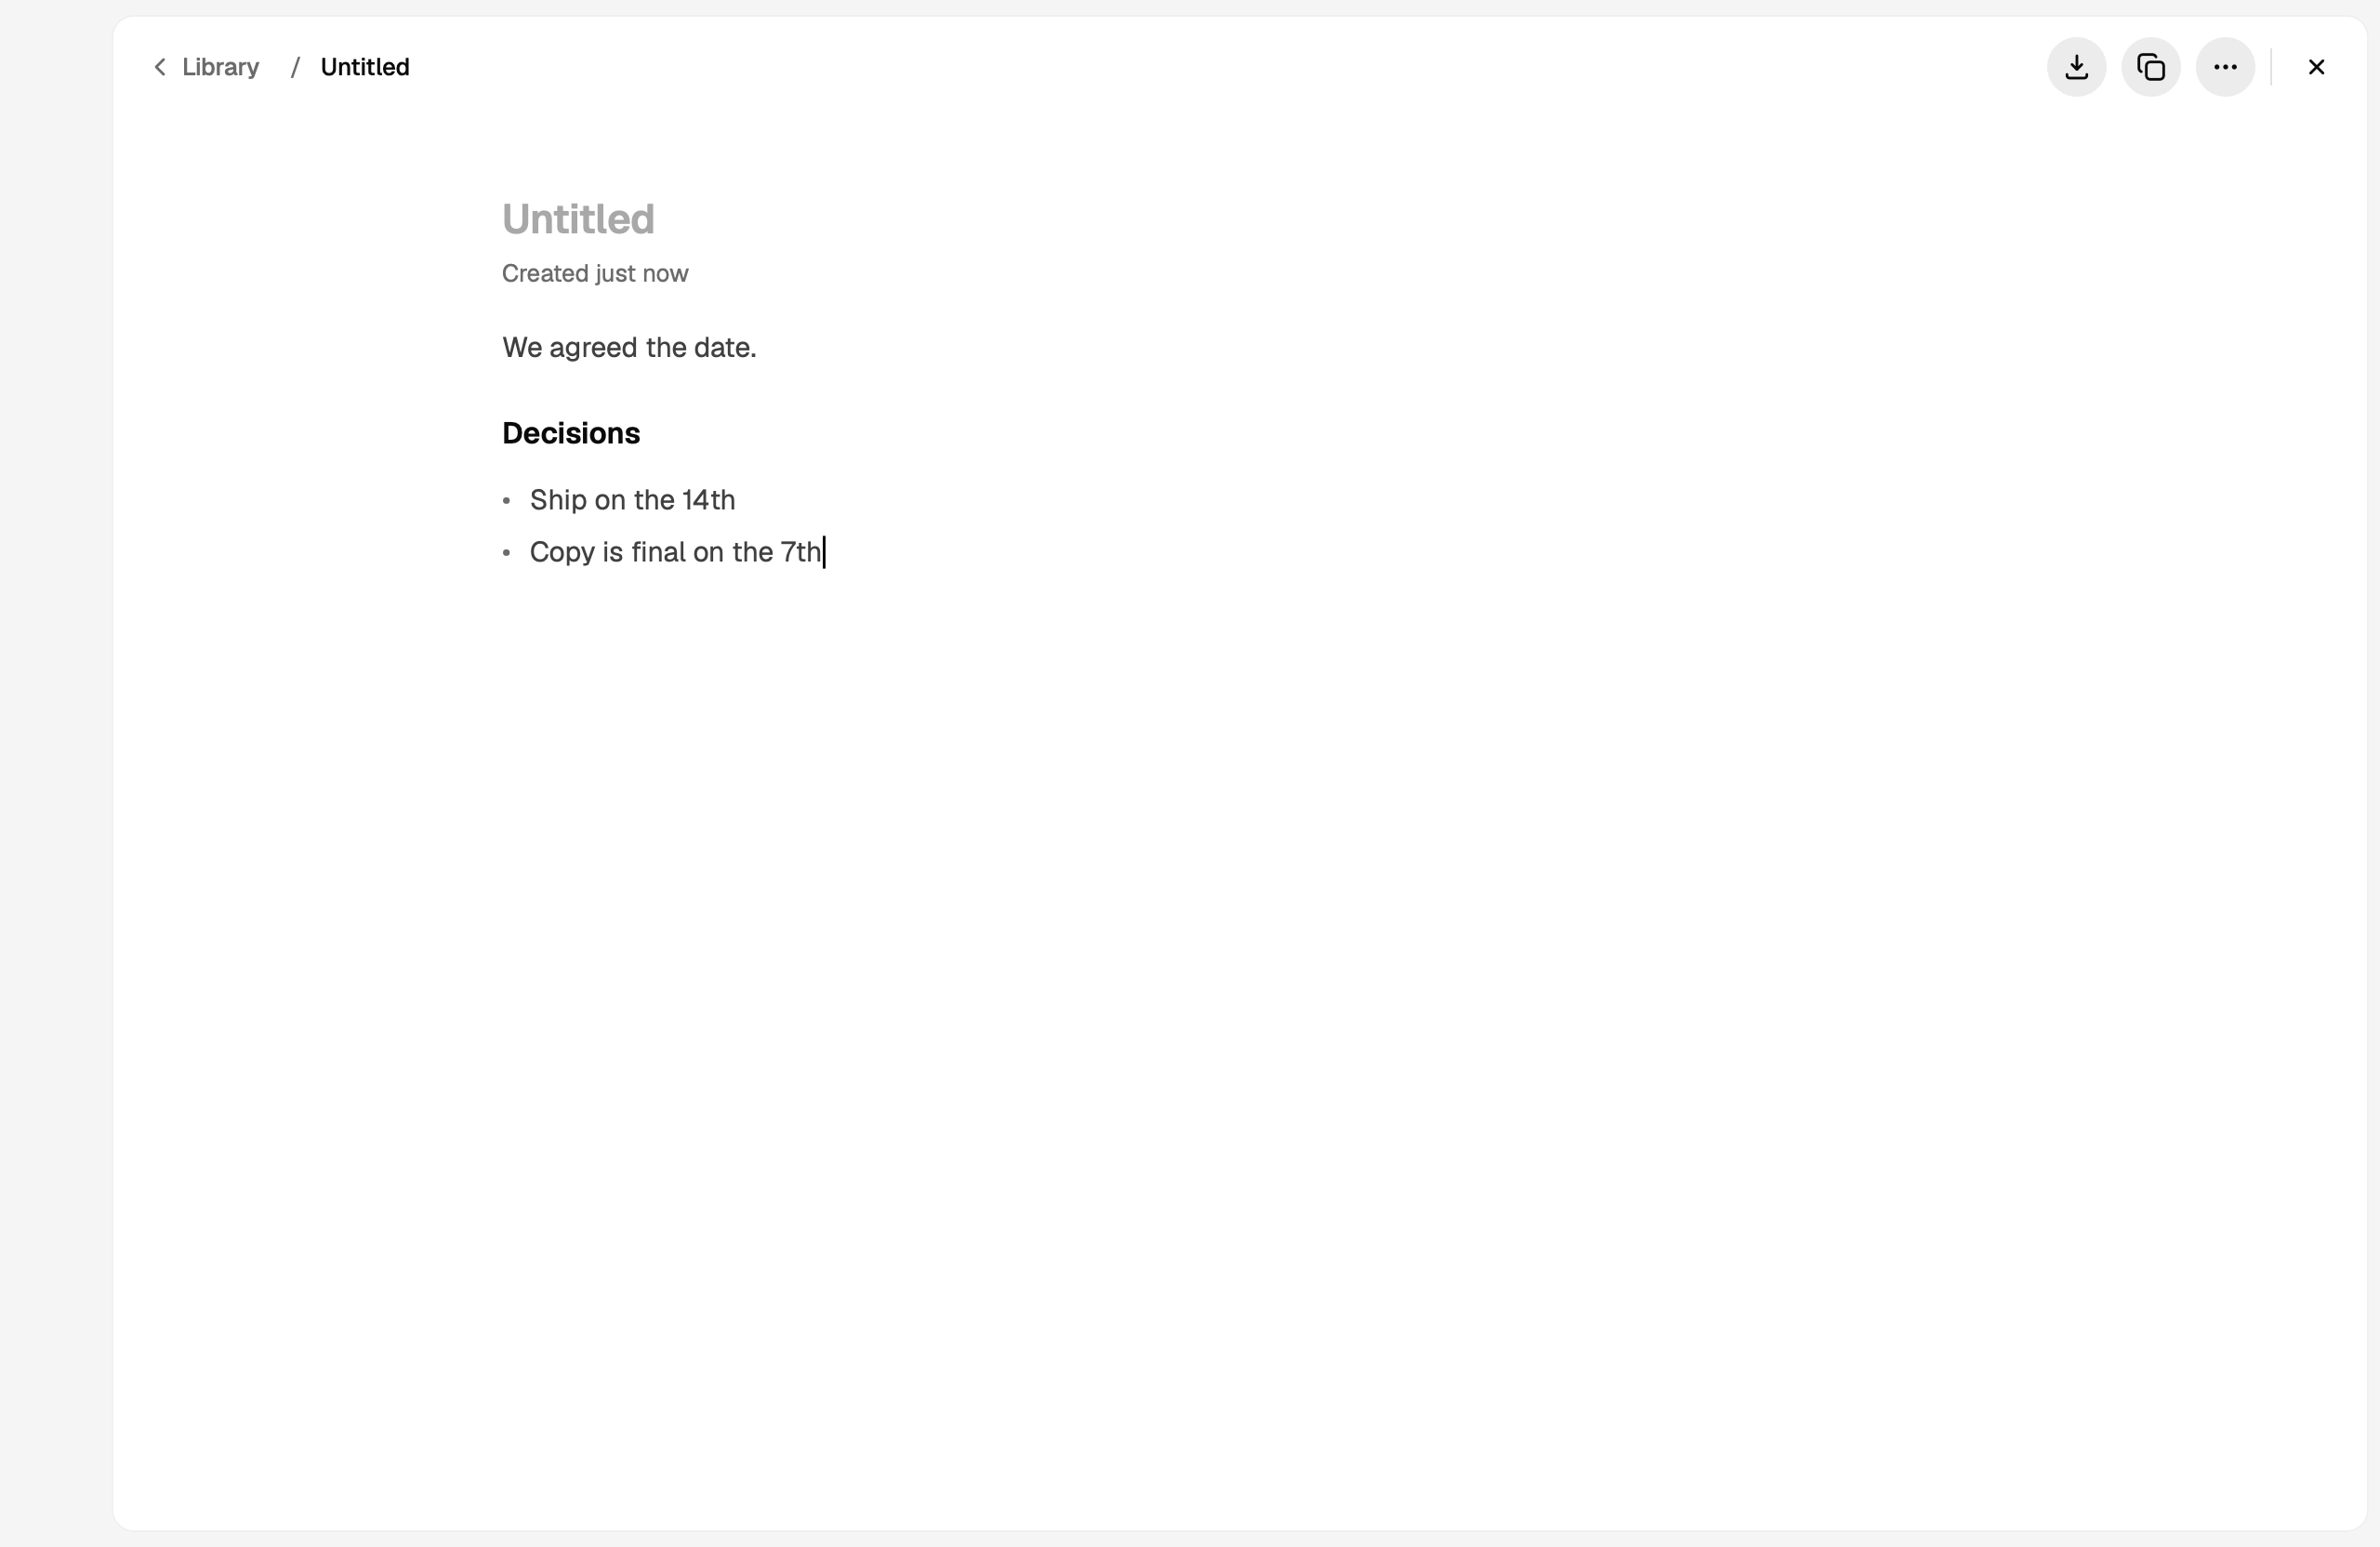 Library / Untitled
Untitled
Created just now
We agreed the date.
Decisions
• Ship on the 14th
• Copy is final on the 7th